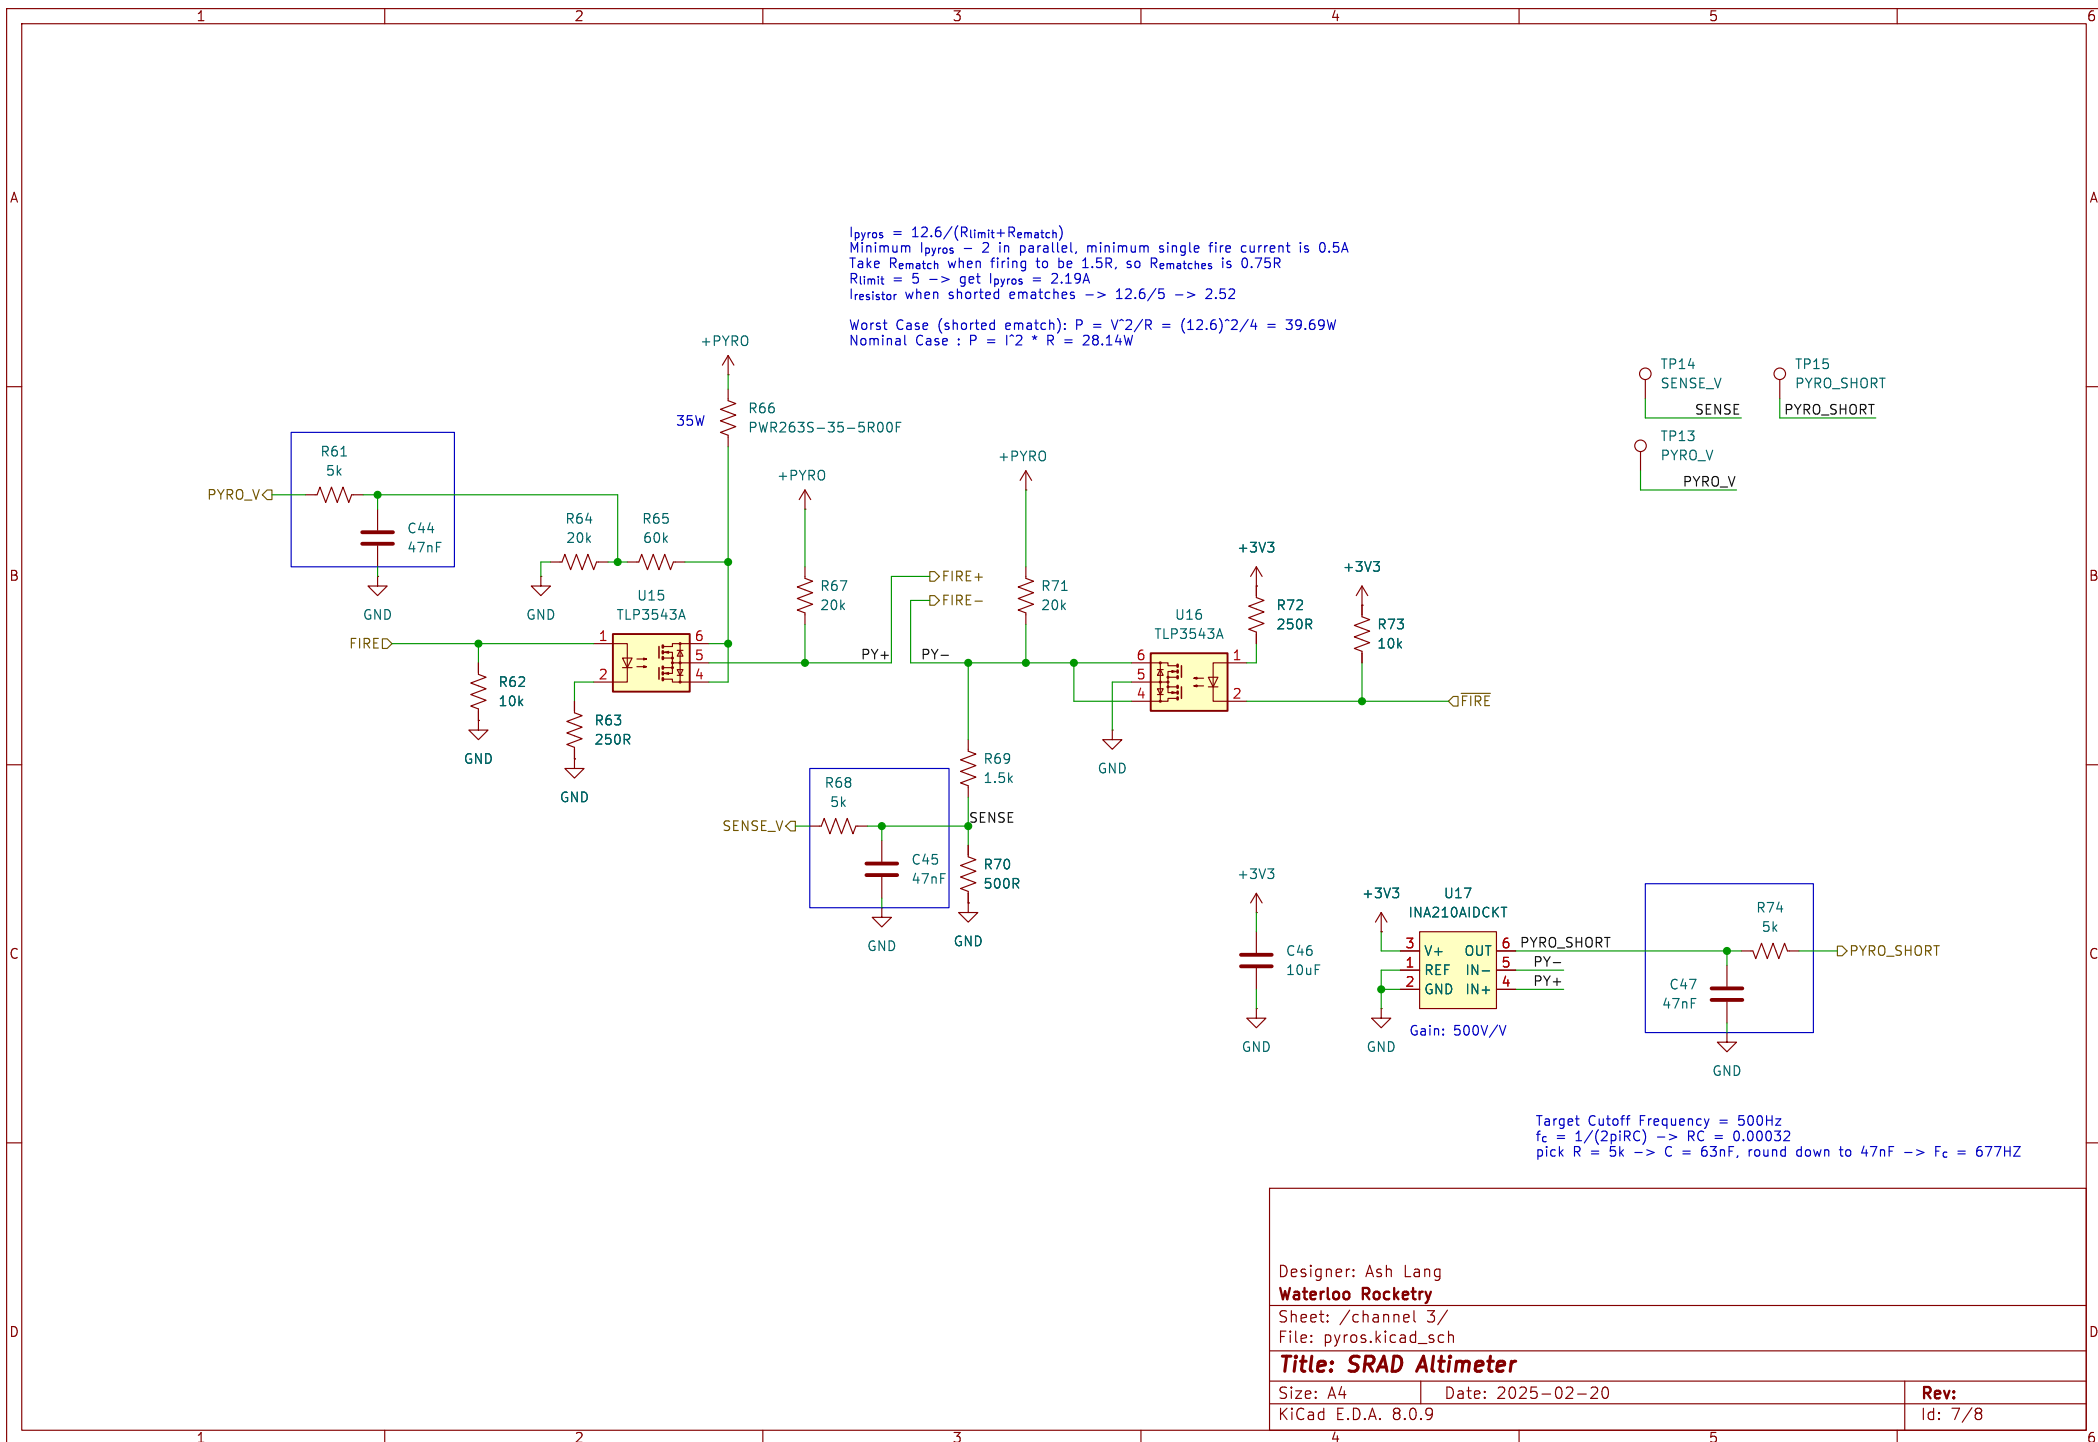 1 2 3 4 5 6
A A
B B
C C
D D
1 2 3 4 5 6
Ipyros = 12.6/(Rlimit+Rematch)
Minimum Ipyros - 2 in parallel, minimum single fire current is 0.5A
Take Rematch when firing to be 1.5R, so Rematches is 0.75R
Rlimit = 5 -> get Ipyros = 2.19A
Iresistor when shorted ematches -> 12.6/5 -> 2.52
Worst Case (shorted ematch): P = V^2/R = (12.6)^2/4 = 39.69W
Nominal Case : P = I^2 * R = 28.14W
+PYRO
35W
R66
PWR263S-35-5R00F
TP14
SENSE_V
SENSE
TP15
PYRO_SHORT
PYRO_SHORT
TP13
PYRO_V
PYRO_V
R61
5k
PYRO_V
C44
47nF
GND
R64
20k
R65
60k
GND
U15
TLP3543A
1
2
6
5
4
FIRE
R62
10k
GND
R63
250R
GND
+PYRO
R67
20k
PY+
FIRE+
FIRE-
PY-
+PYRO
R71
20k
U16
TLP3543A
6
5
4
1
2
GND
+3V3
R72
250R
+3V3
R73
10k
FIRE
R69
1.5k
SENSE
R68
5k
SENSE_V
C45
47nF
GND
R70
500R
GND
+3V3
C46
10uF
GND
+3V3
U17
INA210AIDCKT
3 V+ OUT 6 PYRO_SHORT
1 REF IN- 5 PY-
2 GND IN+ 4 PY+
GND
Gain: 500V/V
R74
5k
PYRO_SHORT
C47
47nF
GND
Target Cutoff Frequency = 500Hz
fc = 1/(2piRC) -> RC = 0.00032
pick R = 5k -> C = 63nF, round down to 47nF -> Fc = 677HZ
Designer: Ash Lang
Waterloo Rocketry
Sheet: /channel 3/
File: pyros.kicad_sch
Title: SRAD Altimeter
Size: A4 Date: 2025-02-20 Rev:
KiCad E.D.A. 8.0.9 Id: 7/8